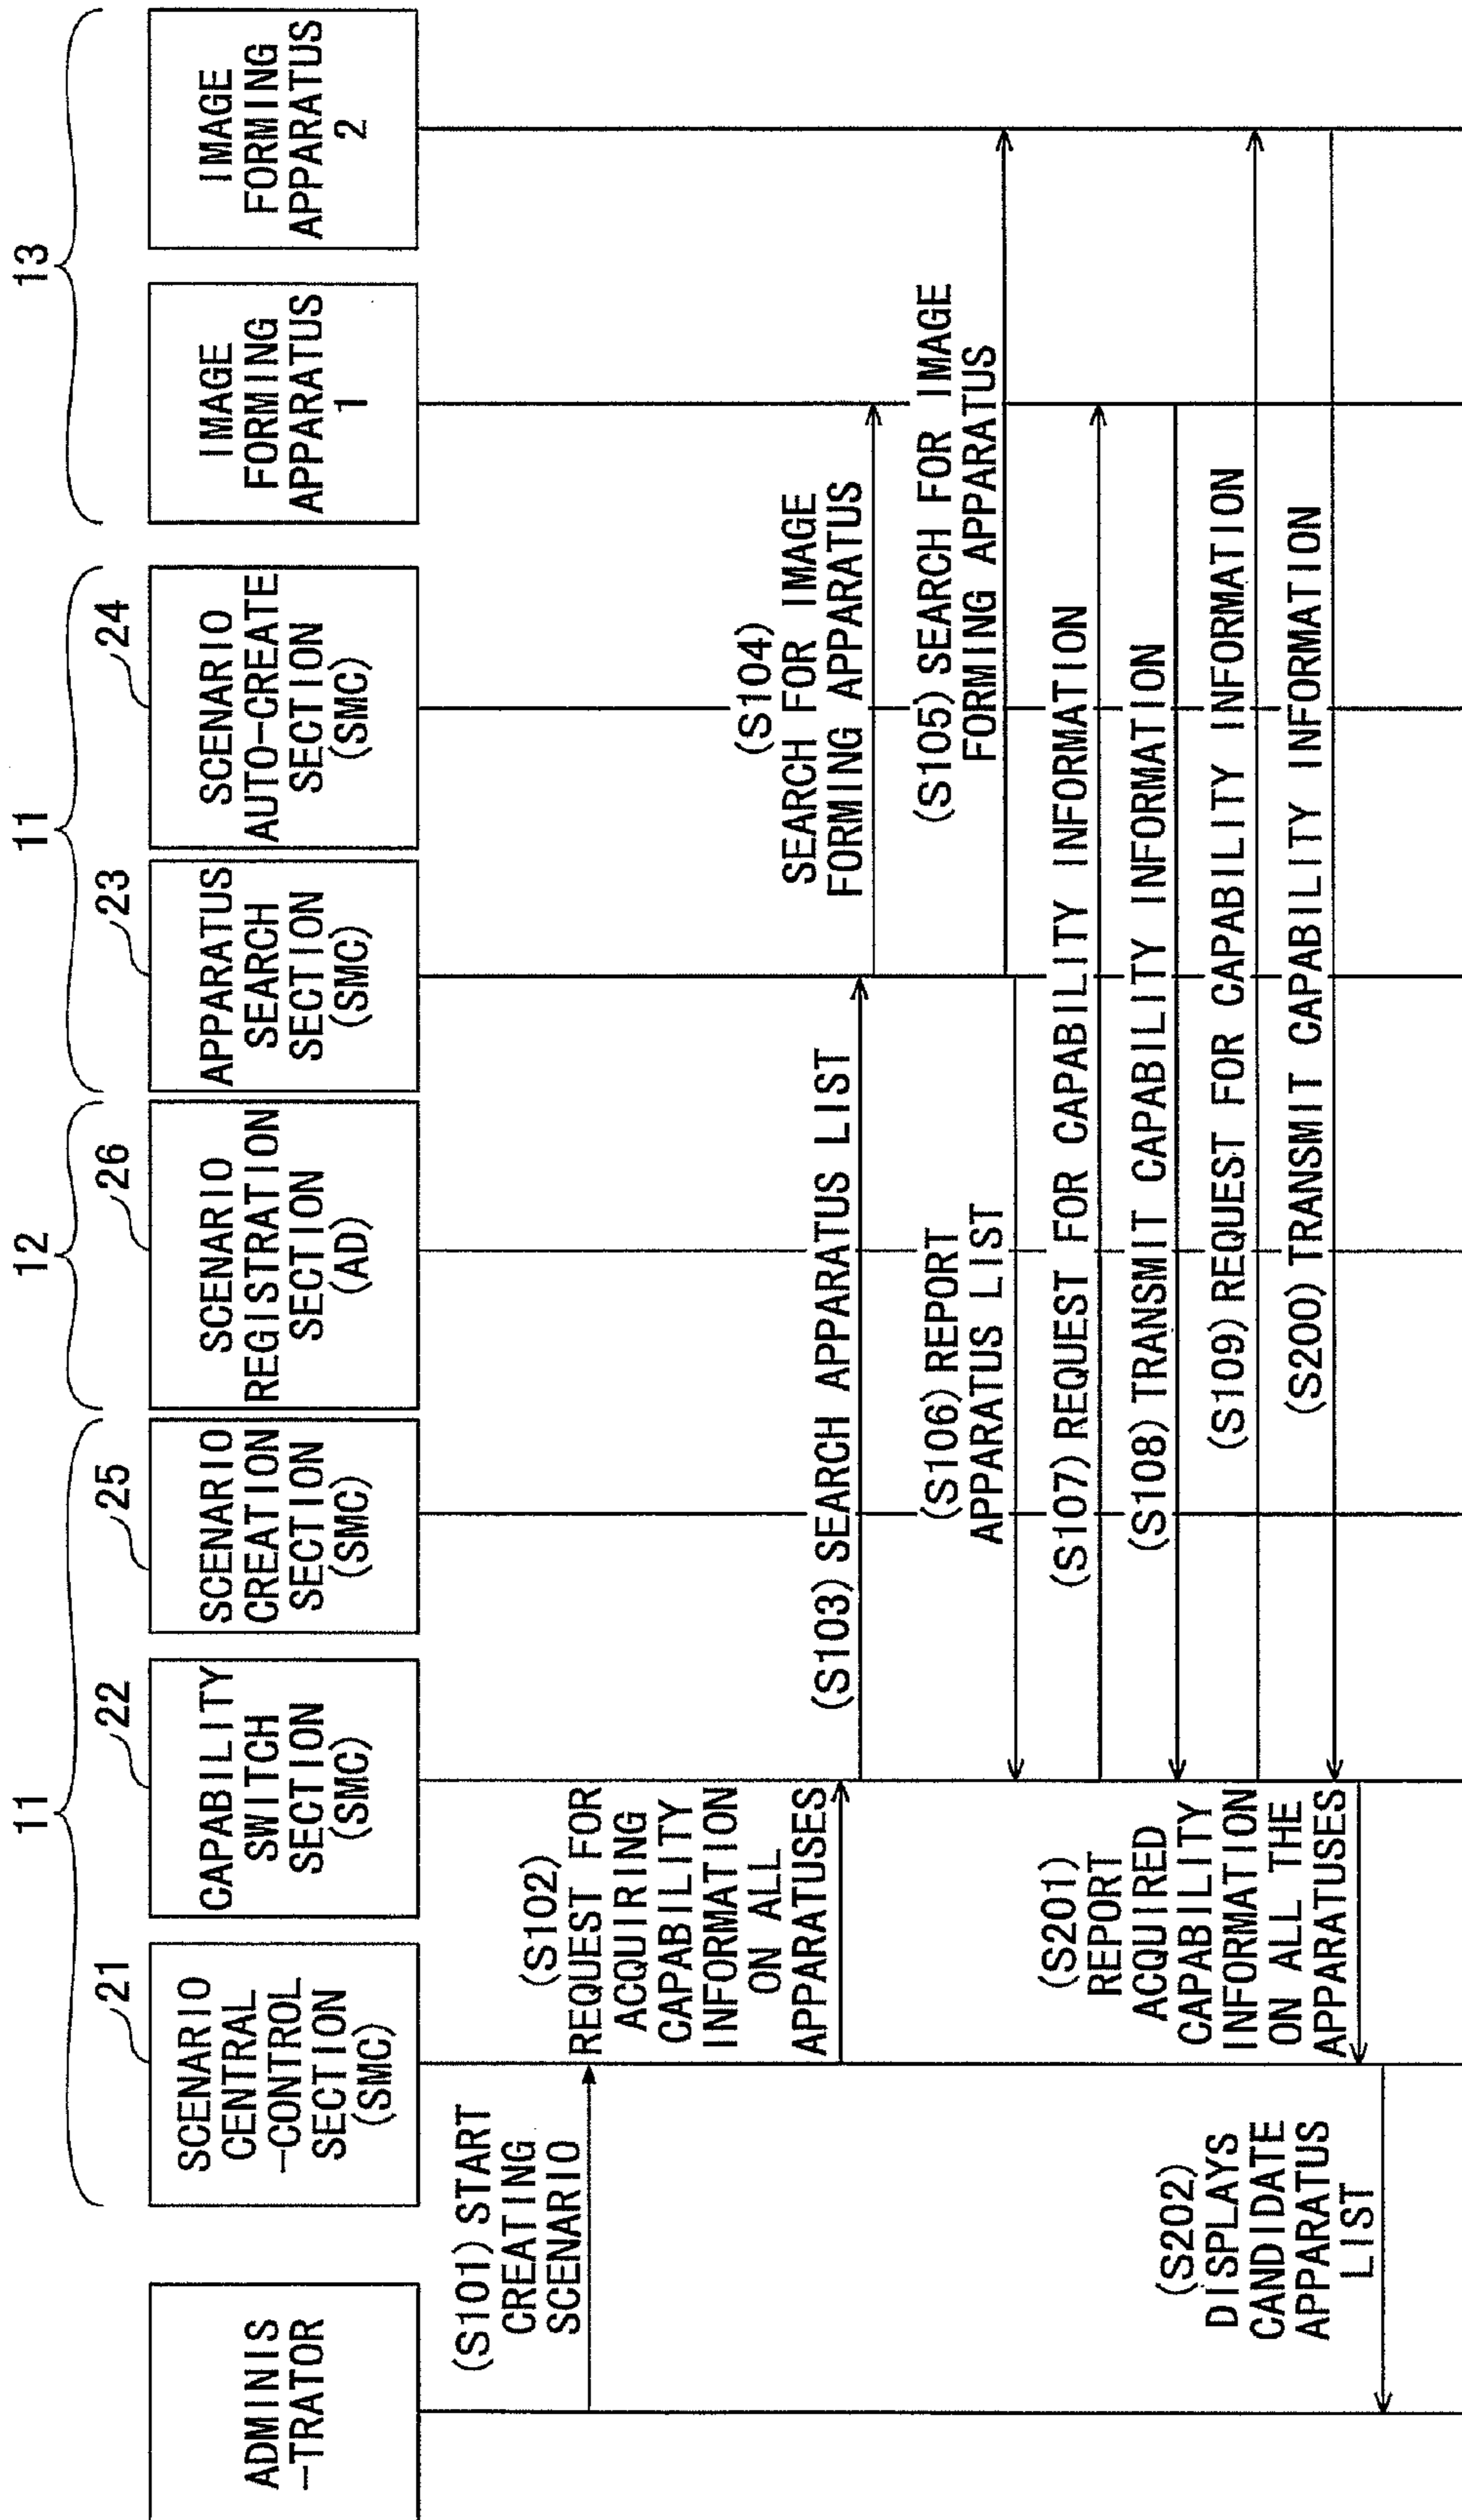 11
12
11
13
21
22
25
26
23
24
ADMINIS
-TRATOR
SCENARIO
CENTRAL
-CONTROL
SECTION
(SMC)
CAPABILITY
SWITCH
SECTION
(SMC)
SCENARIO
CREATION
SECTION
(SMC)
SCENARIO
REGISTRATION
SECTION
(AD)
APPARATUS
SEARCH
SECTION
(SMC)
SCENARIO
AUTO-CREATE
SECTION
(SMC)
IMAGE
FORMING
APPARATUS
1
IMAGE
FORMING
APPARATUS
2
(S101) START
CREATING
SCENARIO
(S102)
REQUEST FOR
ACQUIRING
CAPABILITY
INFORMATION
ON ALL
APPARATUSES
(S103) SEARCH APPARATUS LIST
(S104)
SEARCH FOR IMAGE
FORMING APPARATUS
(S105) SEARCH FOR IMAGE
FORMING APPARATUS
(S106) REPORT
APPARATUS LIST
(S107) REQUEST FOR CAPABILITY INFORMATION
(S108) TRANSMIT CAPABILITY INFORMATION
(S109) REQUEST FOR CAPABILITY INFORMATION
(S200) TRANSMIT CAPABILITY INFORMATION
(S201)
REPORT
ACQUIRED
CAPABILITY
INFORMATION
ON ALL THE
APPARATUSES
(S202)
DISPLAYS
CANDIDATE
APPARATUS
LIST